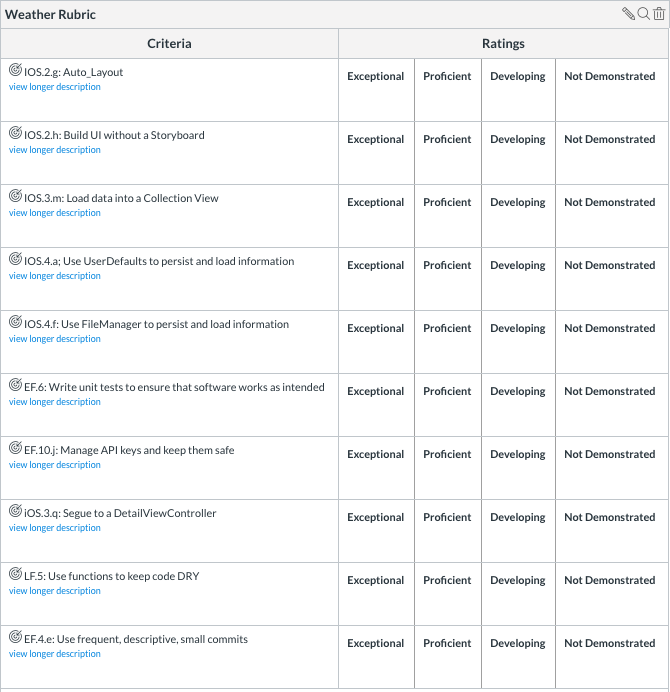 Weather Rubric
Criteria Ratings
IOS.2.g: Auto_Layout
view longer description
Exceptional Proficient Developing Not Demonstrated
IOS.2.h: Build UI without a Storyboard
view longer description
Exceptional Proficient Developing Not Demonstrated
IOS.3.m: Load data into a Collection View
view longer description
Exceptional Proficient Developing Not Demonstrated
IOS.4.a; Use UserDefaults to persist and load information
view longer description
Exceptional Proficient Developing Not Demonstrated
IOS.4.f: Use FileManager to persist and load information
view longer description
Exceptional Proficient Developing Not Demonstrated
EF.6: Write unit tests to ensure that software works as intended
view longer description
Exceptional Proficient Developing Not Demonstrated
EF.10.j: Manage API keys and keep them safe
view longer description
Exceptional Proficient Developing Not Demonstrated
iOS.3.q: Segue to a DetailViewController
view longer description
Exceptional Proficient Developing Not Demonstrated
LF.5: Use functions to keep code DRY
view longer description
Exceptional Proficient Developing Not Demonstrated
EF.4.e: Use frequent, descriptive, small commits
view longer description
Exceptional Proficient Developing Not Demonstrated